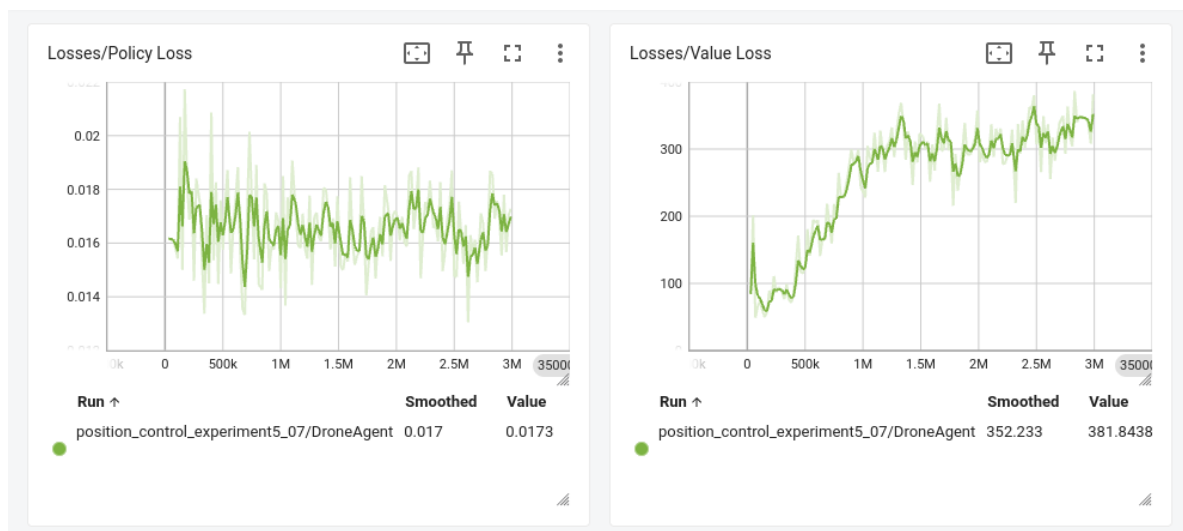 Losses/Policy Loss
0.02
0.018
0.016
0.014
0 500k 1M 1.5M 2M 2.5M 3M
Run ↑ Smoothed Value
position_control_experiment5_07/DroneAgent 0.017 0.0173
Losses/Value Loss
300
200
100
0 500k 1M 1.5M 2M 2.5M 3M
Run ↑ Smoothed Value
position_control_experiment5_07/DroneAgent 352.233 381.8438